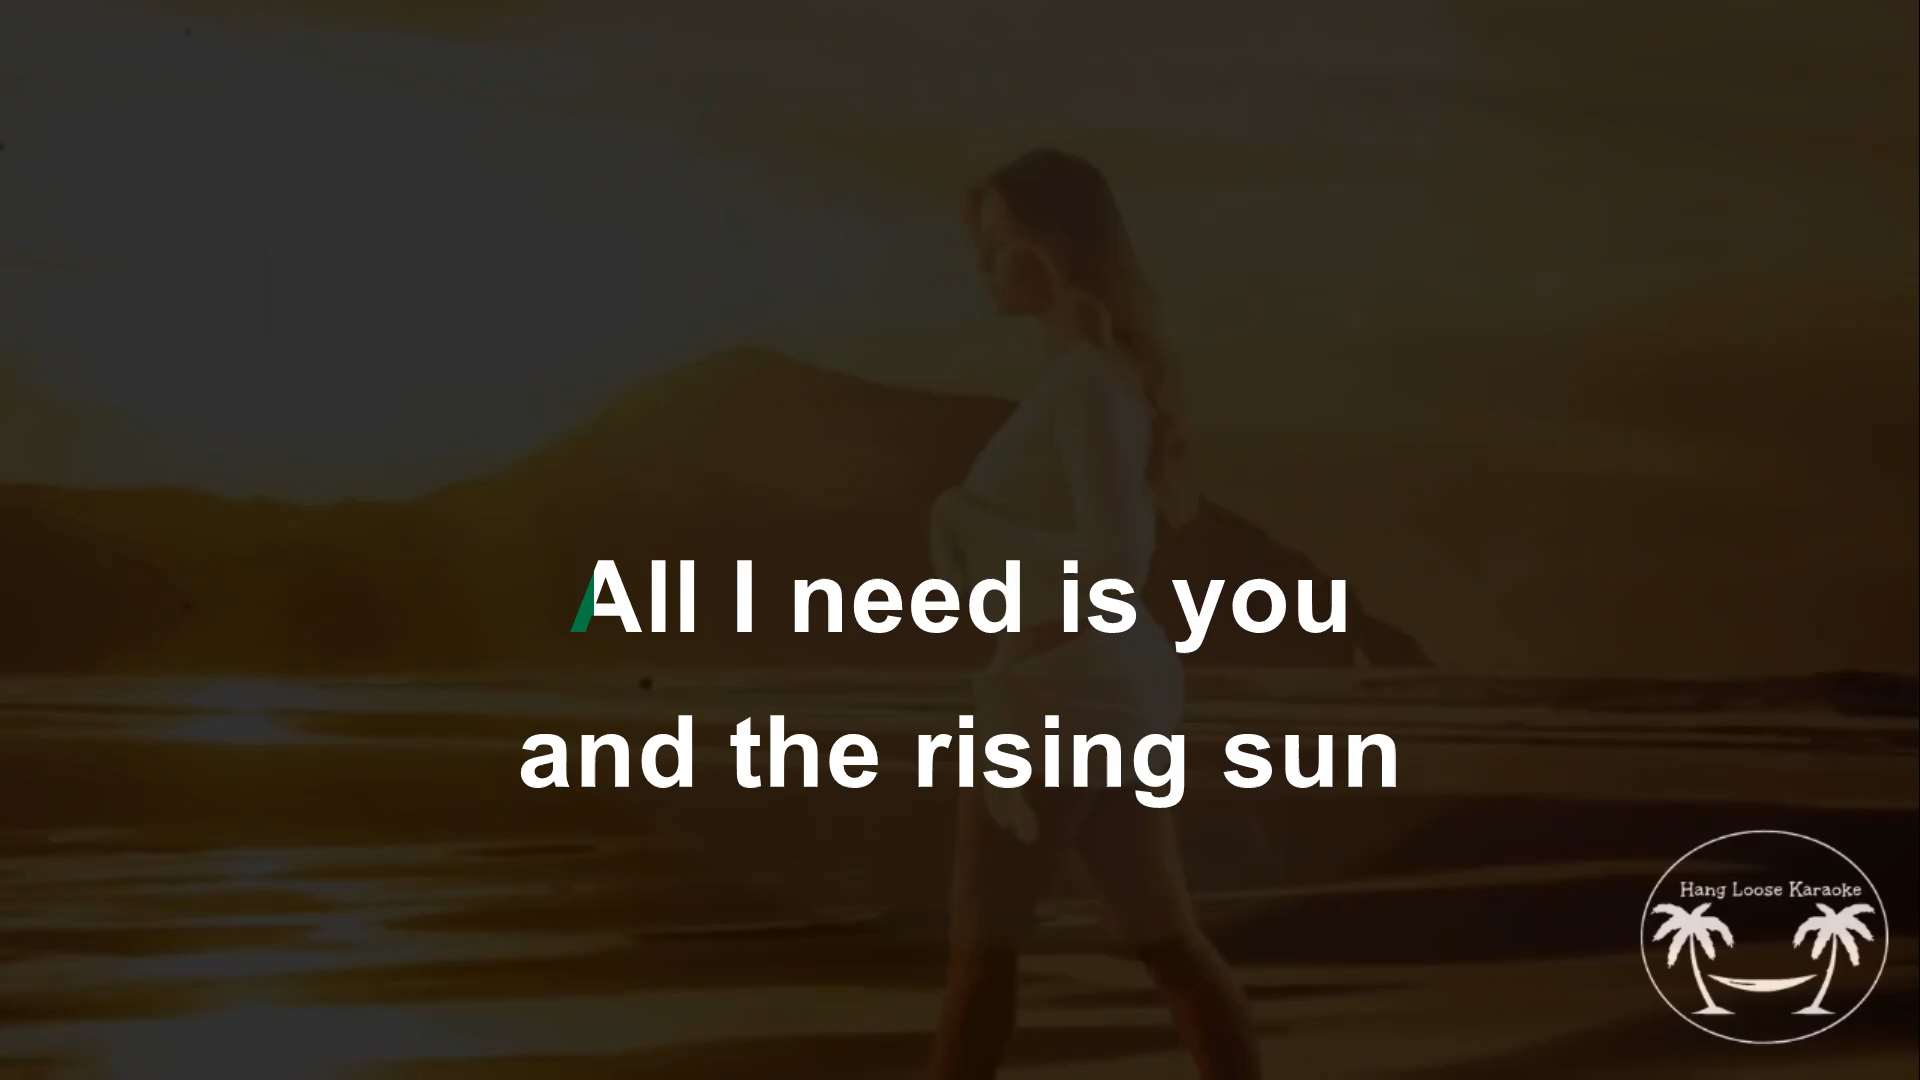 All I need is you
and the rising sun
Hang Loose Karaoke